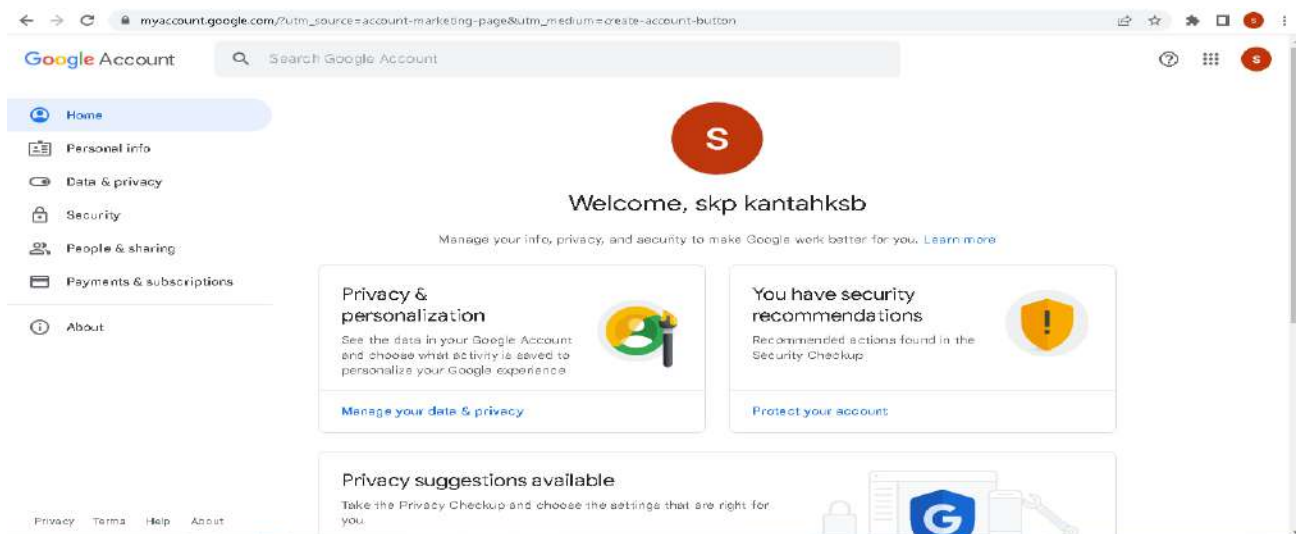 myaccount.google.com/?utm_source=account-marketing-page&utm_medium=create-account-button
S
Google Account
Search Google Account
S
Home
Personal info
Data & privacy
Security
People & sharing
Payments & subscriptions
About
S
Welcome, skp kantahksb
Manage your info, privacy, and security to make Google work better for you. Learn more
Privacy &
personalization
See the data in your Google Account
and choose what activity is saved to
personalize your Google experience
Manage your data & privacy
You have security
recommendations
Recommended actions found in the
Security Checkup
Protect your account
Privacy suggestions available
Take the Privacy Checkup and choose the settings that are right for
you
G
Privacy Terms Help About